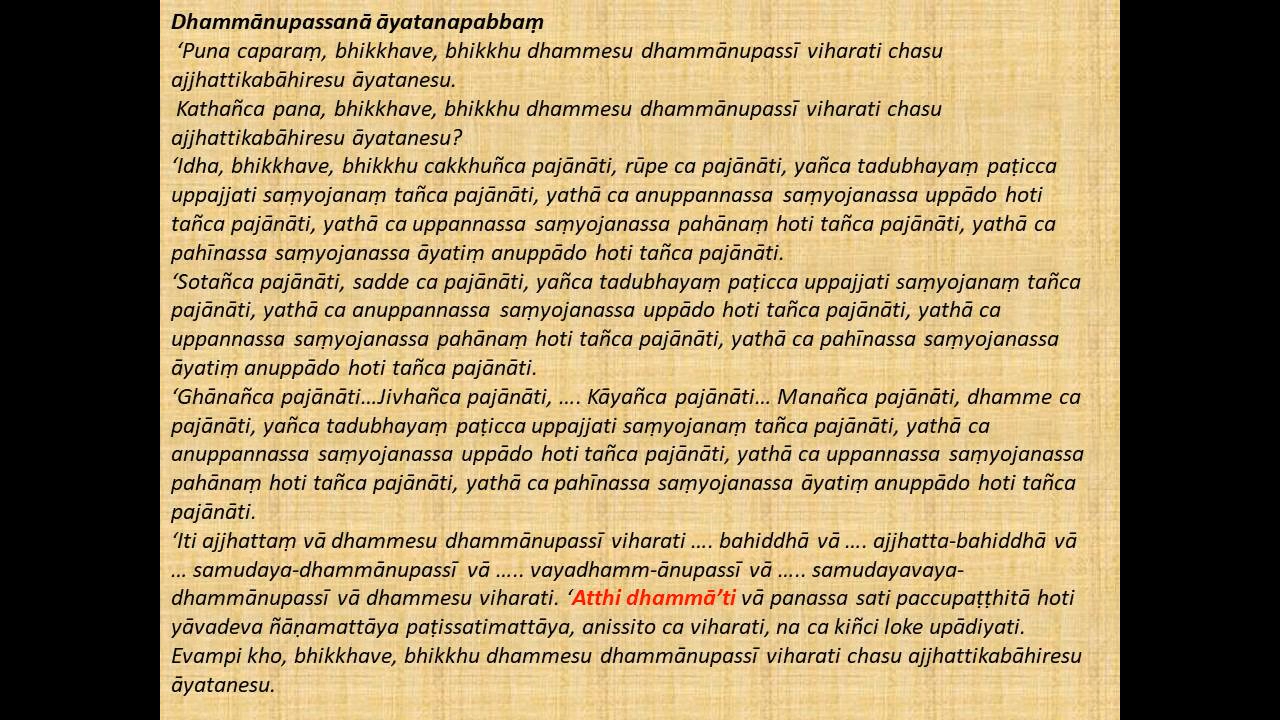 Dhammānupassanā āyatanapabbaṃ
‘Puna caparaṃ, bhikkhave, bhikkhu dhammesu dhammānupassī viharati chasu
ajjhattikabāhiresu āyatanesu.
Kathañca pana, bhikkhave, bhikkhu dhammesu dhammānupassī viharati chasu
ajjhattikabāhiresu āyatanesu?
‘Idha, bhikkhave, bhikkhu cakkhuñca pajānāti, rūpe ca pajānāti, yañca tadubhayaṃ paṭicca
uppajjati saṃyojanaṃ tañca pajānāti, yathā ca anuppannassa saṃyojanassa uppādo hoti
tañca pajānāti, yathā ca uppannassa saṃyojanassa pahānaṃ hoti tañca pajānāti, yathā ca
pahīnassa saṃyojanassa āyatiṃ anuppādo hoti tañca pajānāti.
‘Sotañca pajānāti, sadde ca pajānāti, yañca tadubhayaṃ paṭicca uppajjati saṃyojanaṃ tañca
pajānāti, yathā ca anuppannassa saṃyojanassa uppādo hoti tañca pajānāti, yathā ca
uppannassa saṃyojanassa pahānaṃ hoti tañca pajānāti, yathā ca pahīnassa saṃyojanassa
āyatiṃ anuppādo hoti tañca pajānāti.
‘Ghānañca pajānāti…Jivhañca pajānāti, …. Kāyañca pajānāti… Manañca pajānāti, dhamme ca
pajānāti, yañca tadubhayaṃ paṭicca uppajjati saṃyojanaṃ tañca pajānāti, yathā ca
anuppannassa saṃyojanassa uppādo hoti tañca pajānāti, yathā ca uppannassa saṃyojanassa
pahānaṃ hoti tañca pajānāti, yathā ca pahīnassa saṃyojanassa āyatiṃ anuppādo hoti tañca
pajānāti.
‘Iti ajjhattaṃ vā dhammesu dhammānupassī viharati …. bahiddhā vā …. ajjhatta-bahiddhā vā
… samudaya-dhammānupassī vā ….. vayadhamm-ānupassī vā ….. samudayavaya-
dhammānupassī vā dhammesu viharati. ‘Atthi dhammā’ti vā panassa sati paccupaṭṭhitā hoti
yāvadeva ñāṇamattāya paṭissatimattāya, anissito ca viharati, na ca kiñci loke upādiyati.
Evampi kho, bhikkhave, bhikkhu dhammesu dhammānupassī viharati chasu ajjhattikabāhiresu
āyatanesu.